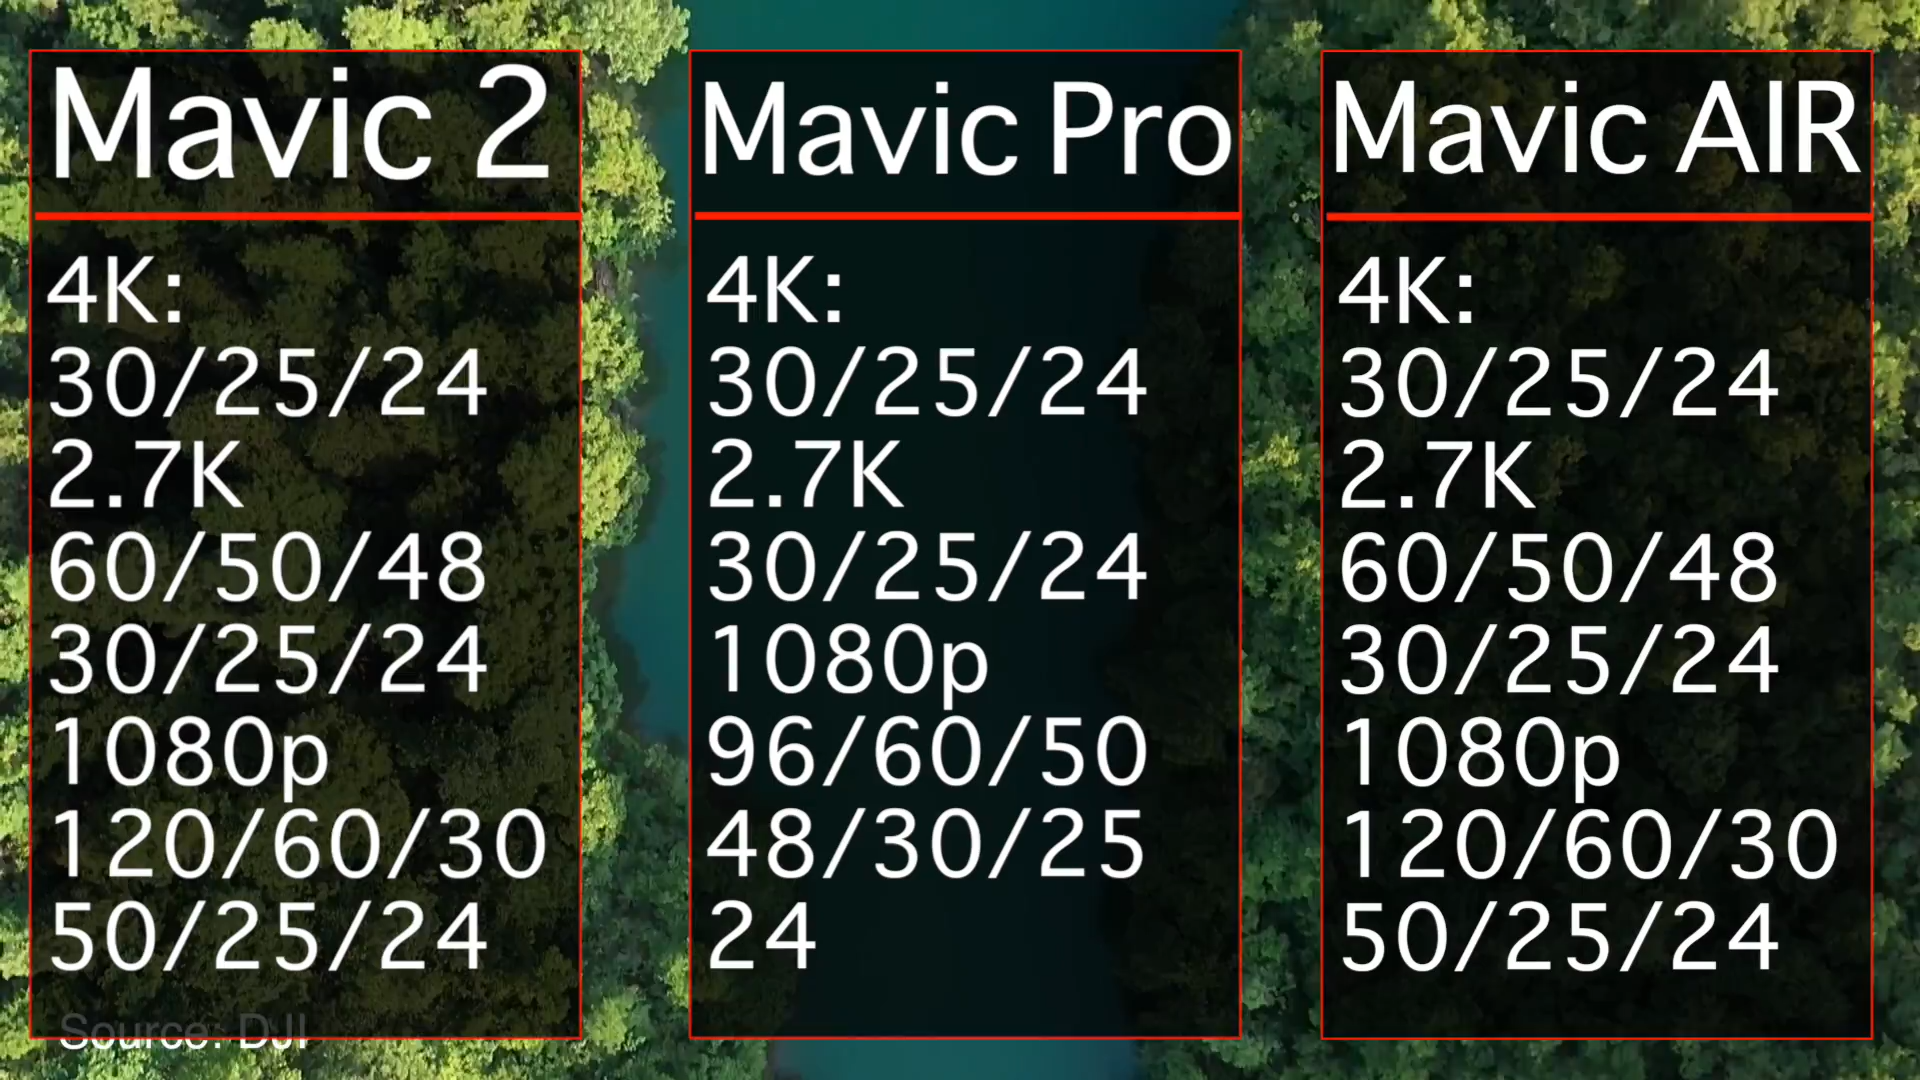 Mavic 2
4K:
30/25/24
2.7K
60/50/48
30/25/24
1080p
120/60/30
50/25/24
Mavic Pro
4K:
30/25/24
2.7K
30/25/24
1080p
96/60/50
48/30/25
24
Mavic AIR
4K:
30/25/24
2.7K
60/50/48
30/25/24
1080p
120/60/30
50/25/24
Source: DJI